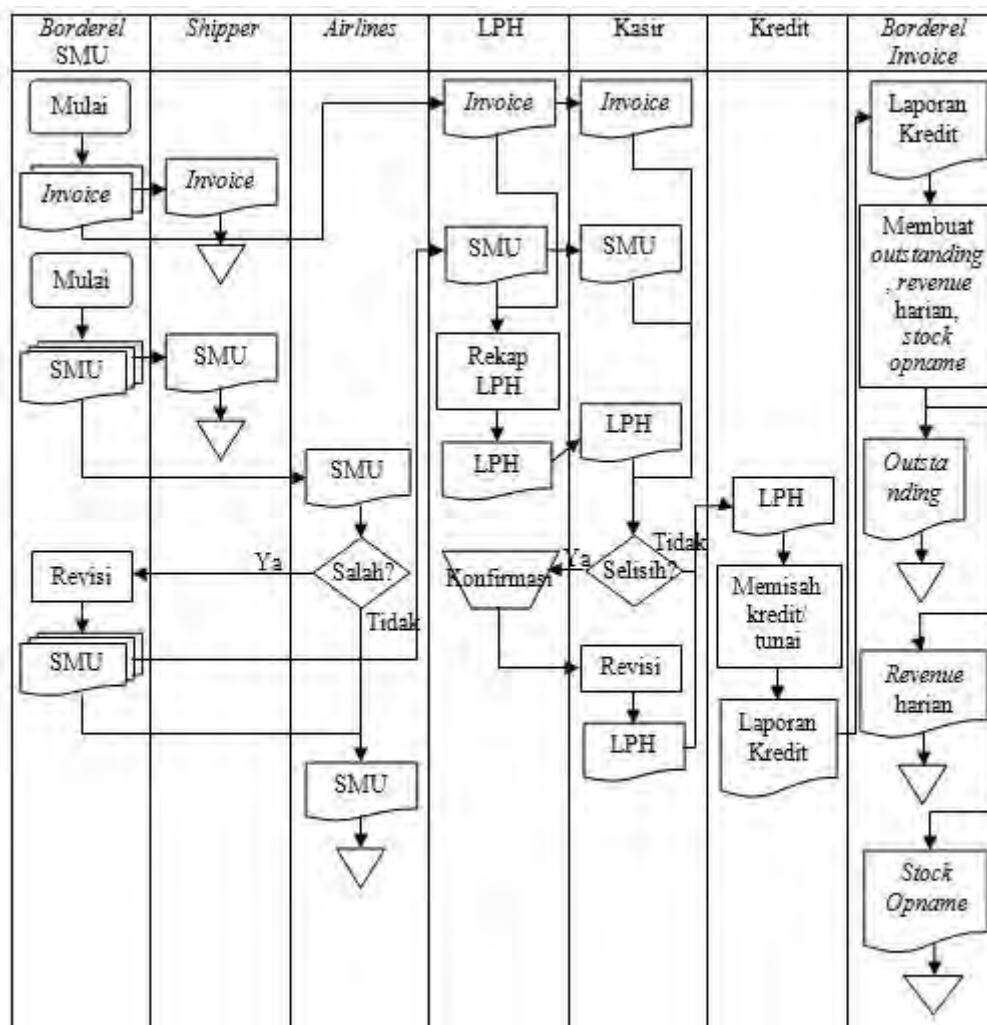 Borderel
SMU
Shipper
Airlines
LPH
Kasir
Kredit
Borderel
Invoice
Mulai
Invoice
Mulai
SMU
Revisi
SMU
Invoice
SMU
SMU
Salah?
Ya
Tidak
SMU
Invoice
SMU
Rekap
LPH
LPH
Konfirmasi
Invoice
SMU
LPH
Selisih?
Ya
Tidak
Revisi
LPH
LPH
Memisah
kredit/
tunai
Laporan
Kredit
Laporan
Kredit
Membuat
outstanding
, revenue
harian,
stock
opname
Outsta
nding
Revenue
harian
Stock
Opname